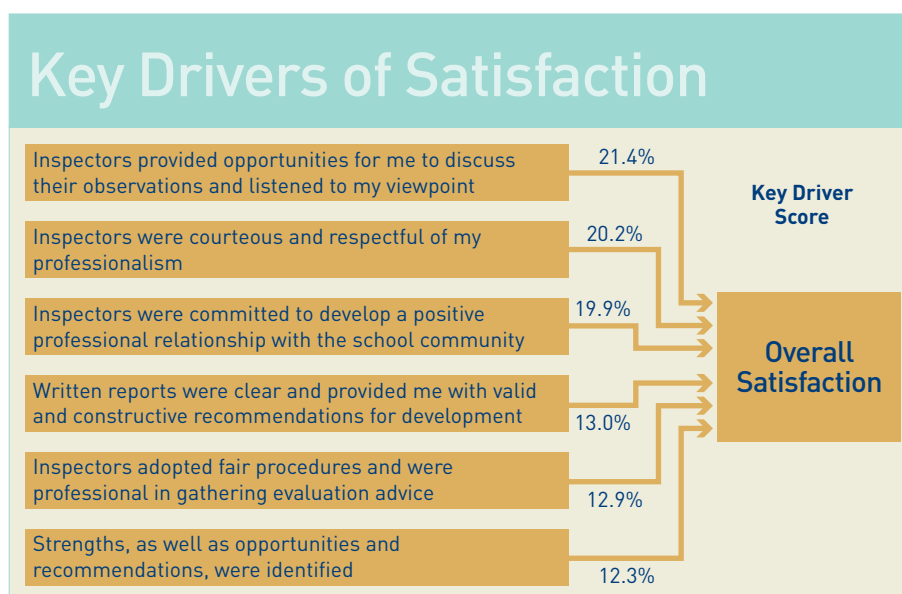 Key Drivers of Satisfaction
Inspectors provided opportunities for me to discuss
their observations and listened to my viewpoint
21.4%
Key Driver
Score
Inspectors were courteous and respectful of my
professionalism
20.2%
Inspectors were committed to develop a positive
professional relationship with the school community
19.9%
Overall
Satisfaction
Written reports were clear and provided me with valid
and constructive recommendations for development
13.0%
Inspectors adopted fair procedures and were
professional in gathering evaluation advice
12.9%
Strengths, as well as opportunities and
recommendations, were identified
12.3%